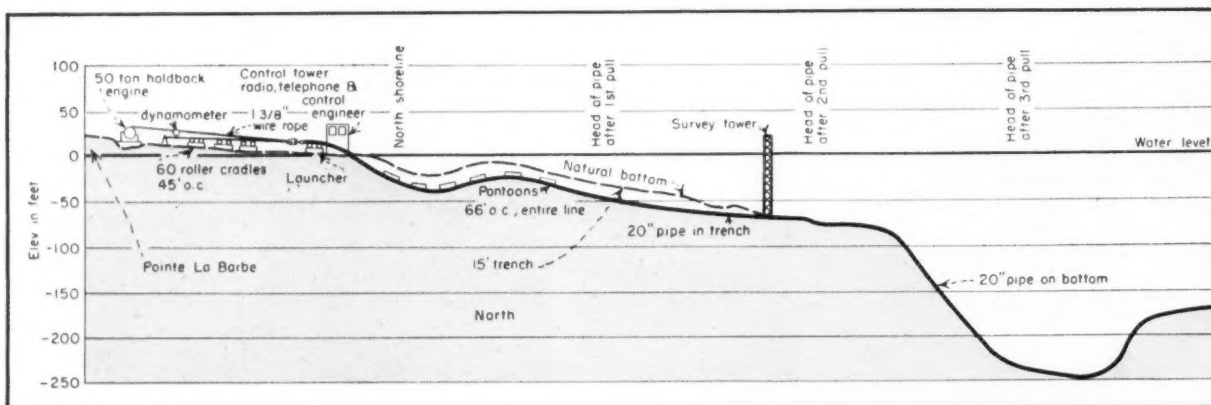 100
50
0
-50
-100
-150
-200
-250
Elev in feet
50 ton holdback
engine
dynamometer
Control tower
radio, telephone &
control
engineer
1 3/8"
wire rope
North shoreline
Head of pipe
after 1st. pull
Head of pipe
after 2nd pull
Head of pipe
after 3rd pull
Survey tower
Water level
60 roller cradles
45' o.c.
Launcher
Natural bottom
Pontoons
66' o.c., entire line
20" pipe in trench
15' trench
Pointe La Barbe
20" pipe on bottom
North